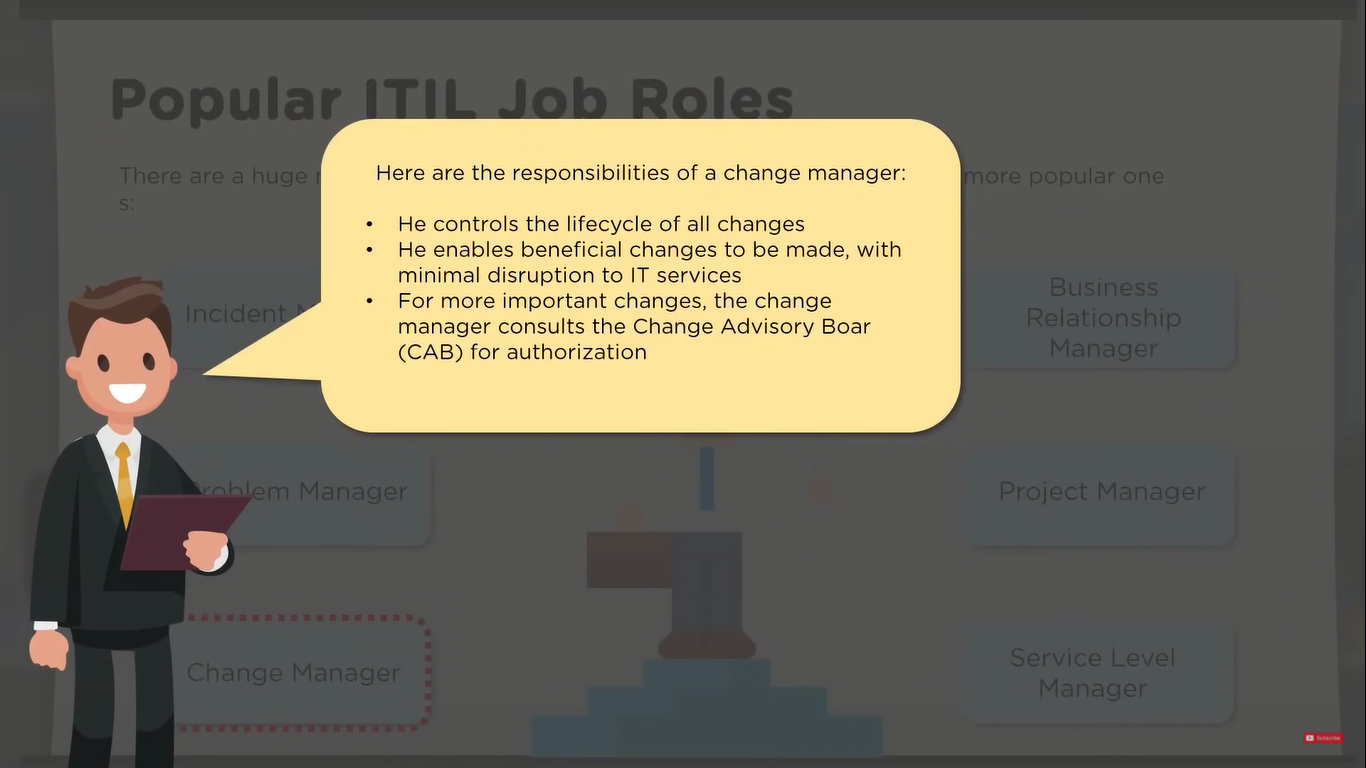 Popular ITIL Job Roles
There are a huge
more popular one
s:
Here are the responsibilities of a change manager:
• He controls the lifecycle of all changes
• He enables beneficial changes to be made, with
minimal disruption to IT services
• For more important changes, the change
manager consults the Change Advisory Boar
(CAB) for authorization
Incident
Business
Relationship
Manager
Problem Manager
Project Manager
Change Manager
Service Level
Manager
Subscribe